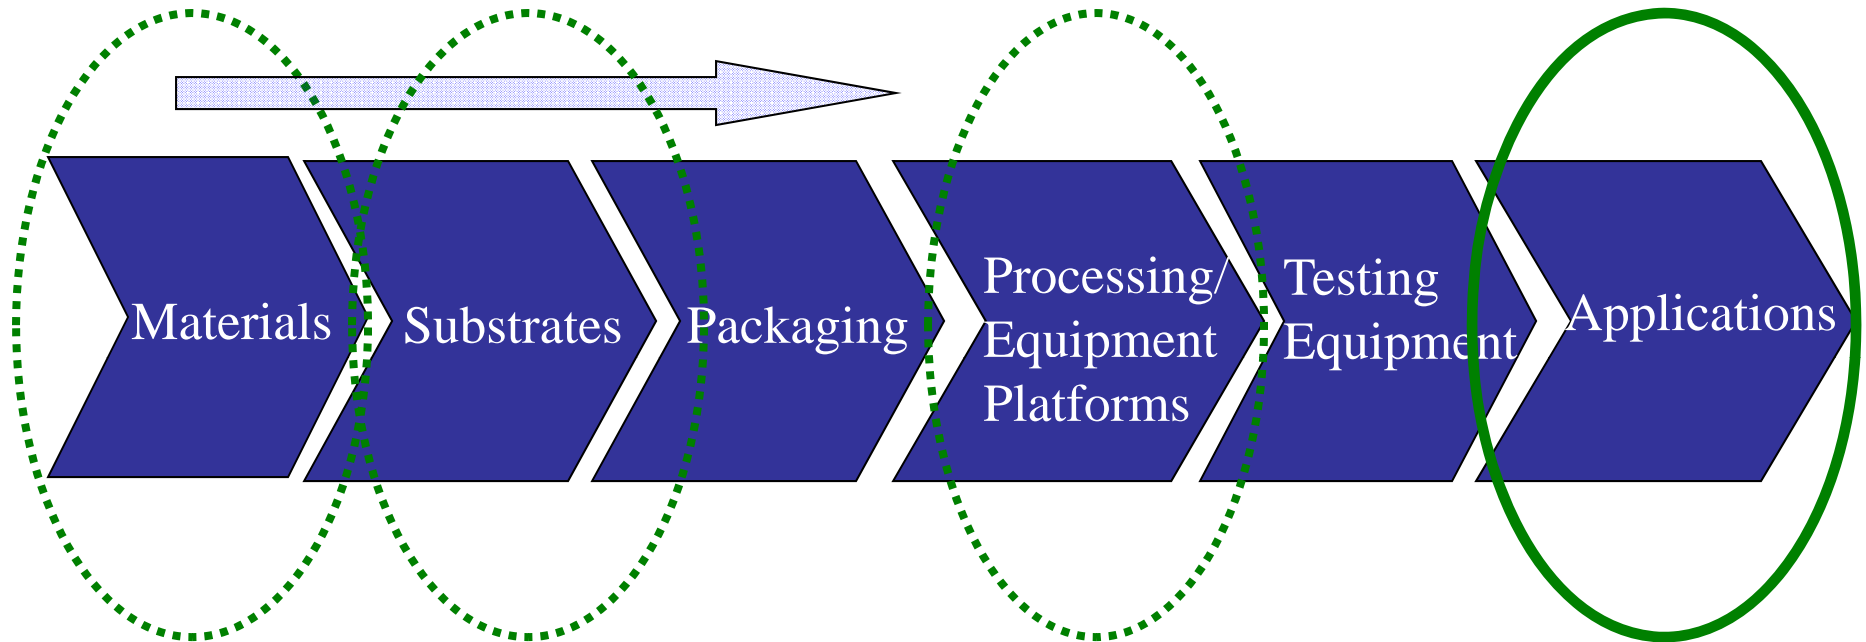 Materials
Substrates
Packaging
Processing/
Equipment
Platforms
Testing
Equipment
Applications